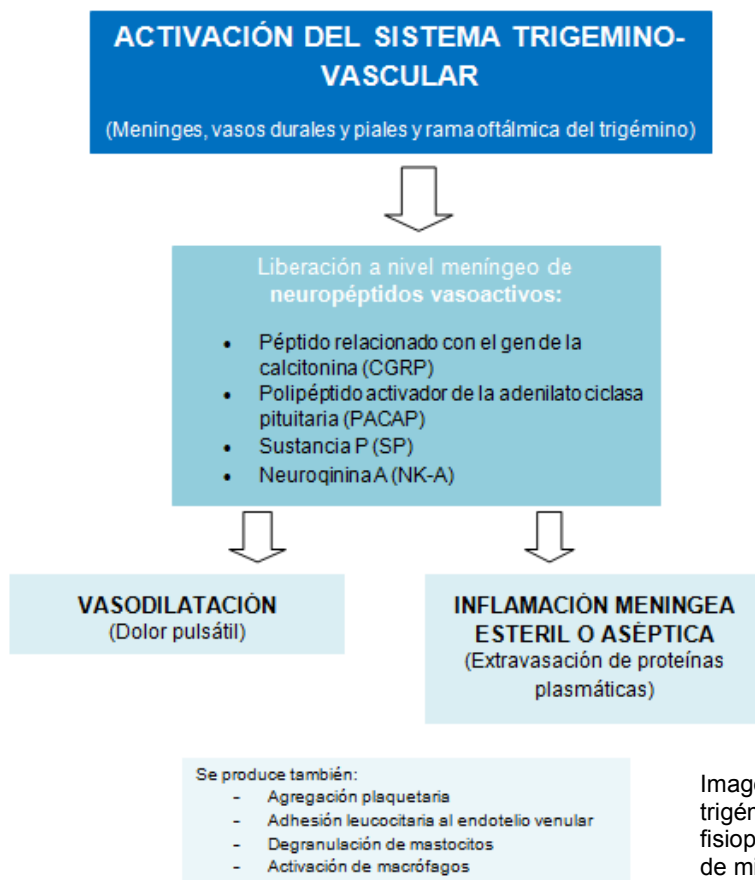 ACTIVACIÓN DEL SISTEMA TRIGEMINO-
VASCULAR
(Meninges, vasos durales y piales y rama oftálmica del trigémino)
Liberación a nivel meníngeo de
neuropéptidos vasoactivos:
• Péptido relacionado con el gen de la
calcitonina (CGRP)
• Polipéptido activador de la adenilato ciclasa
pituitaria (PACAP)
• Sustancia P (SP)
• Neuroqinina A (NK-A)
VASODILATACIÓN
(Dolor pulsátil)
INFLAMACIÓN MENINGEA
ESTERIL O ASÉPTICA
(Extravasación de proteínas
plasmáticas)
Se produce también:
- Agregación plaquetaria
- Adhesión leucocitaria al endotelio venular
- Degranulación de mastocitos
- Activación de macrófagos